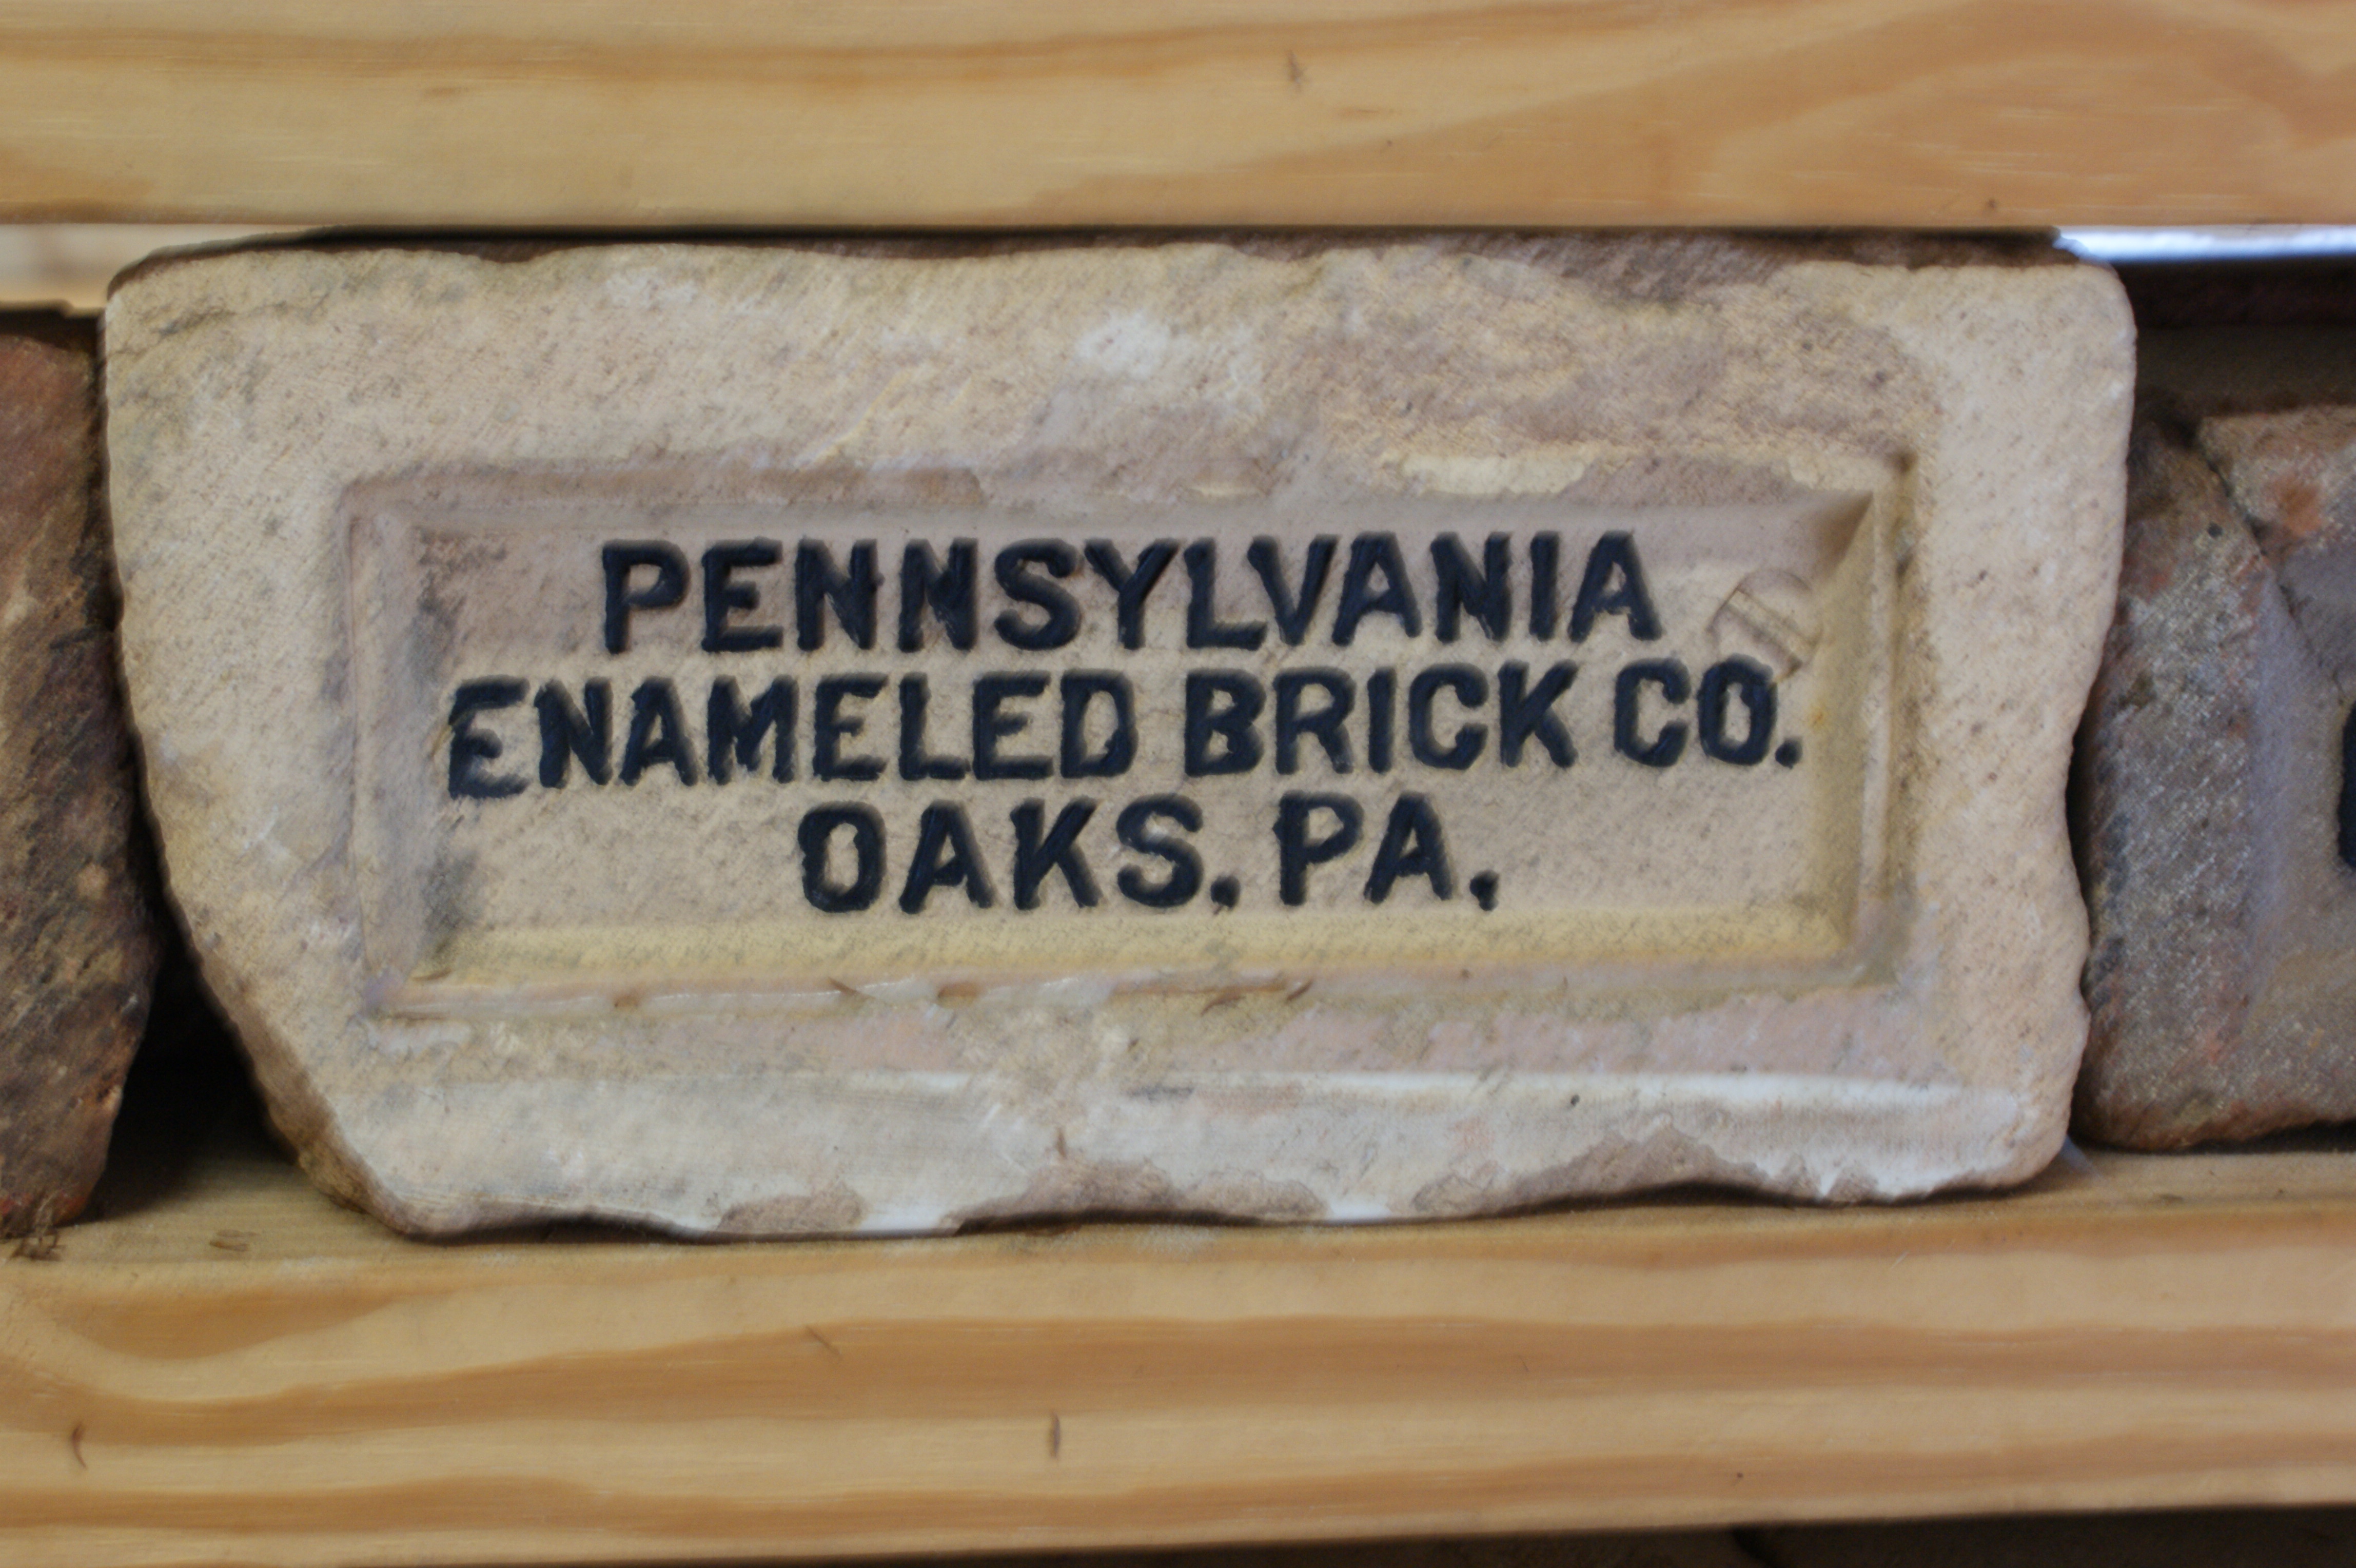 PENNSYLVANIA
ENAMELED BRICK CO.
OAKS. PA,